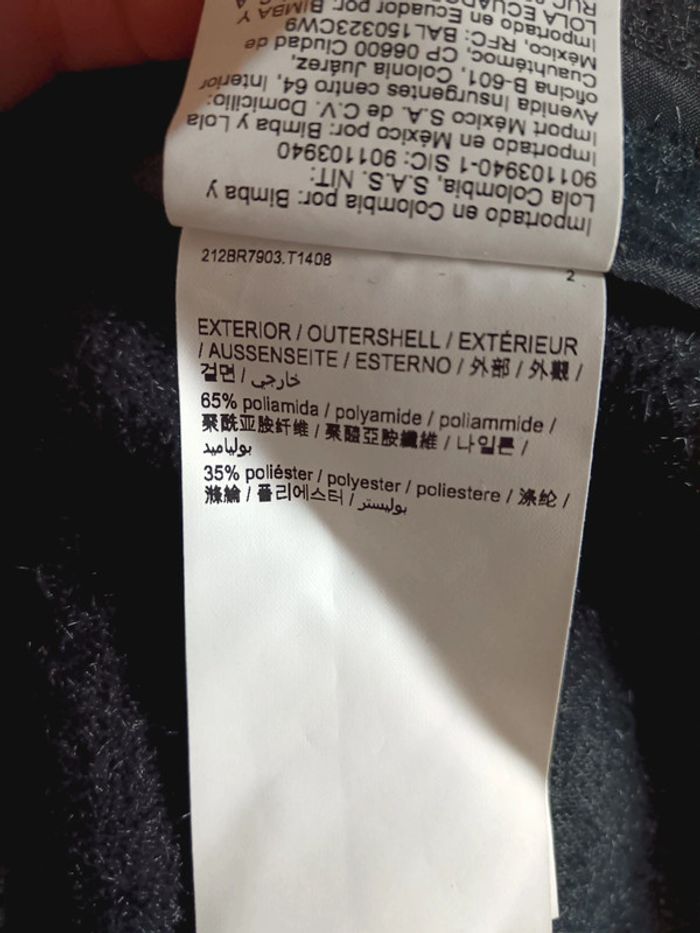 Importado en Colombia por: Bimba y
Lola Colombia, S.A.S. NIT:
901103940-1 SIC: 901103940
Importado en México por: Bimba y Lola
Import México S.A. de C.V. Domicilio:
Avenida Insurgentes centro 64, Interior
oficina B-601, Colonia Juárez,
Cuauhtémoc, CP 06600 Ciudad de
México, RFC: BAL150323CW9
Importado en Ecuador por: BIMBA Y
LOLA
RUC
212BR7903.T1408
2
EXTERIOR / OUTERSHELL / EXTÉRIEUR
/ AUSSENSEITE / ESTERNO / 外部 / 外觀 /
겉면 / خارجي /
65% poliamida / polyamide / poliammide /
聚酰亚胺纤维 / 聚醯亞胺纖維 / 나일론 /
بولياميد
35% poliéster / polyester / poliestere / 涤纶 /
滌綸 / 폴리에스터 / بوليستر